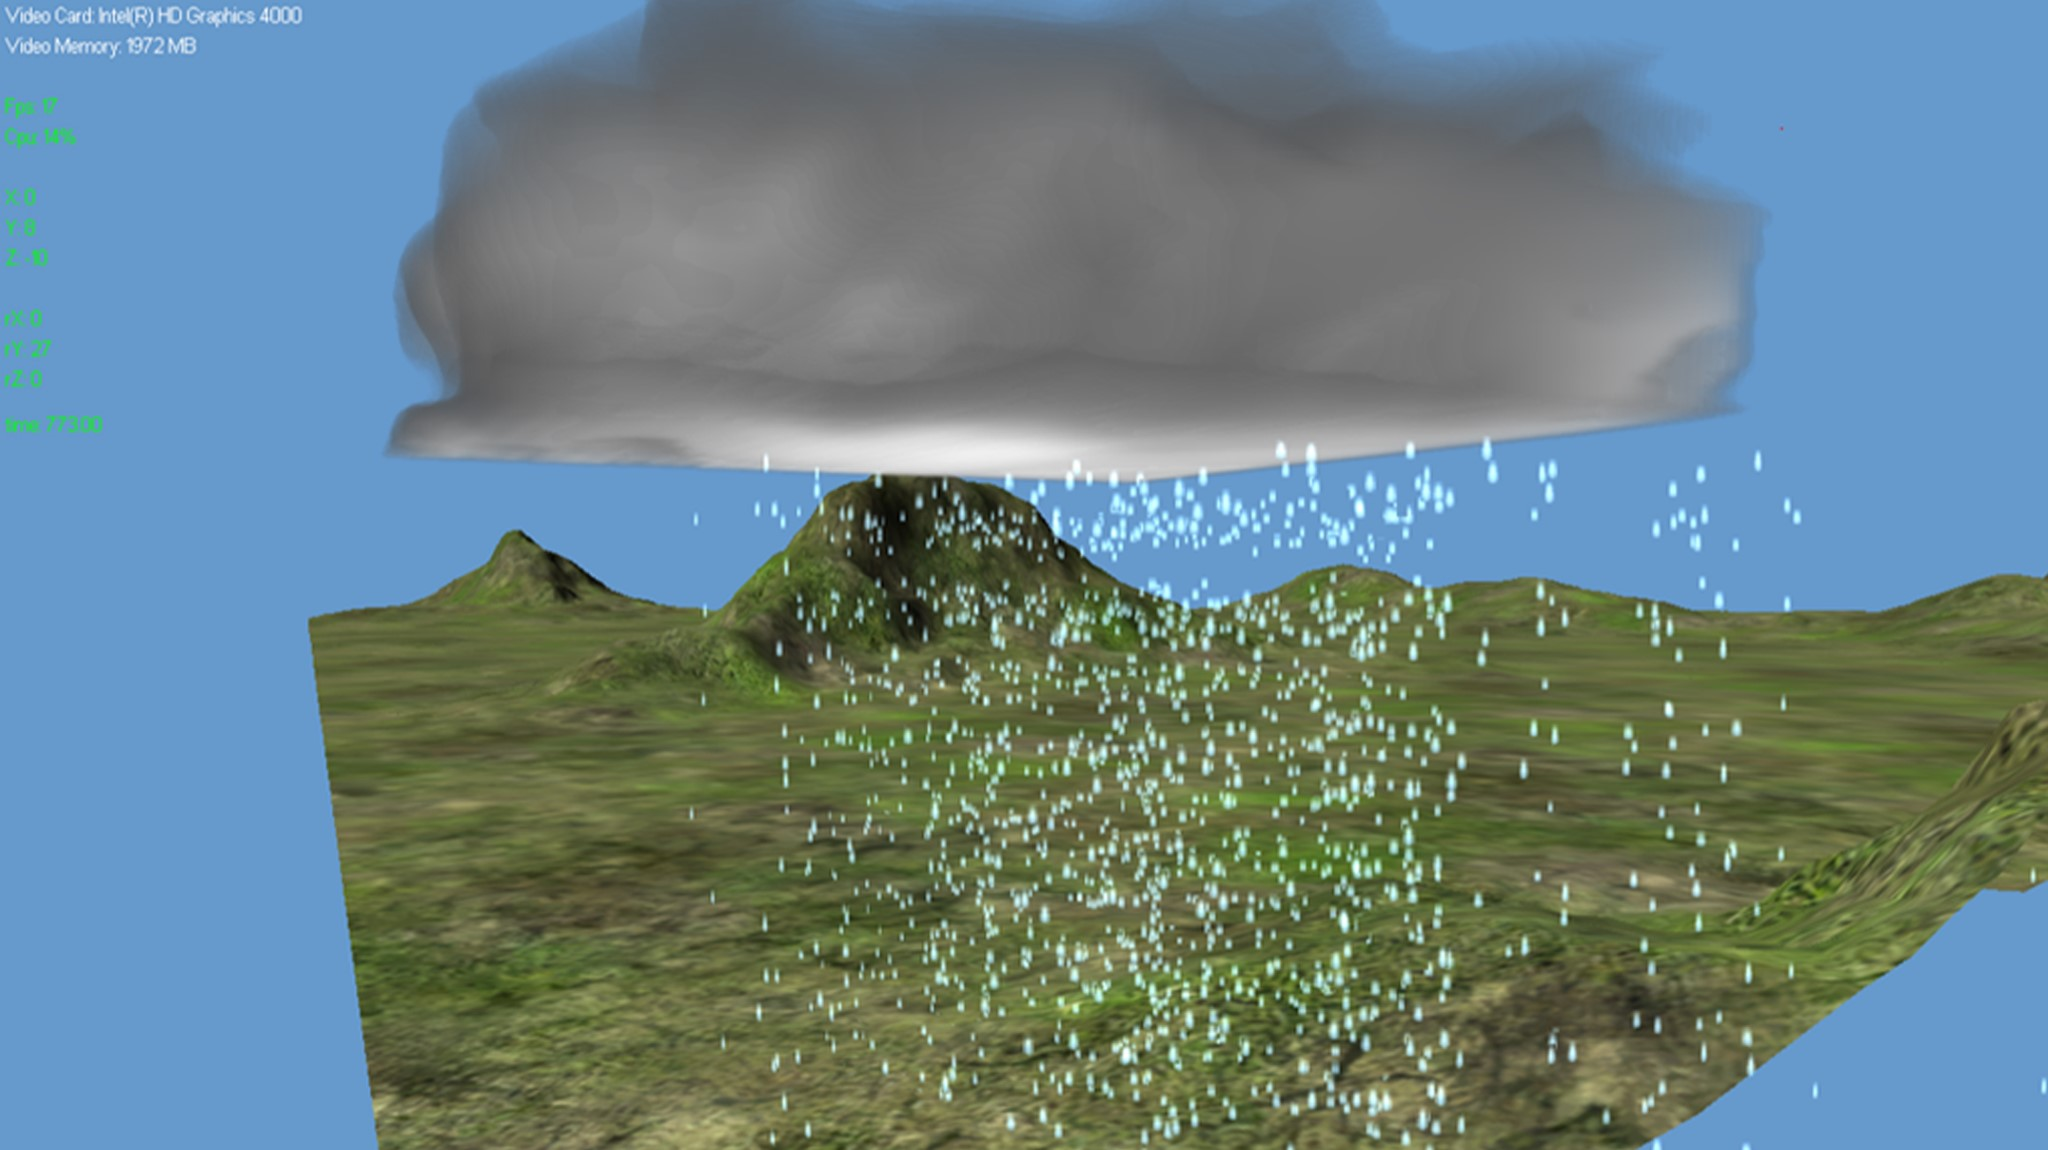 Video Card: Intel(R) HD Graphics 4000
Video Memory: 1972 MB
Fps: 17
Cpu: 14%
X: 0
Y: 9
Z: -10
rX: 0
rY: 27
rZ: 0
time: 773.00